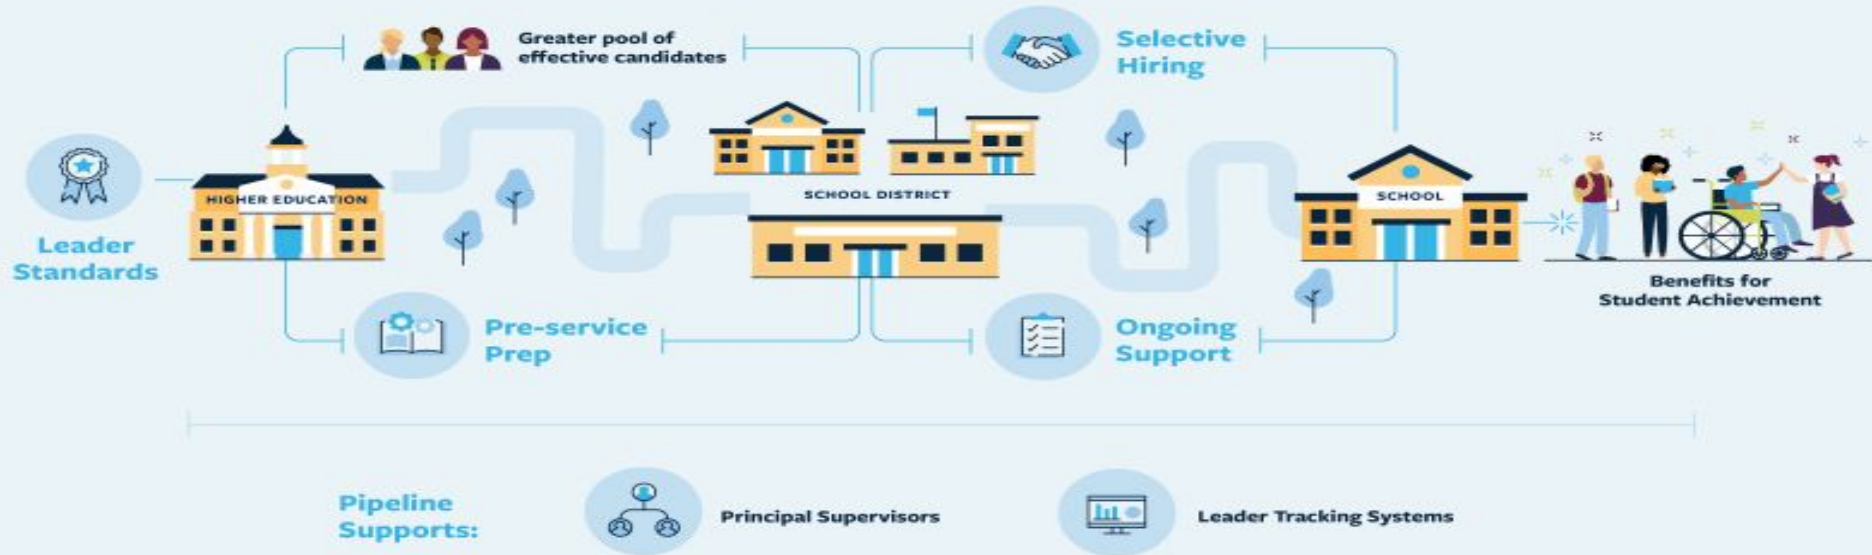 Greater pool of
effective candidates
Selective
Hiring
HIGHER EDUCATION
SCHOOL DISTRICT
SCHOOL
Leader
Standards
Benefits for
Student Achievement
Pre-service
Prep
Ongoing
Support
Pipeline
Supports:
Principal Supervisors
Leader Tracking Systems